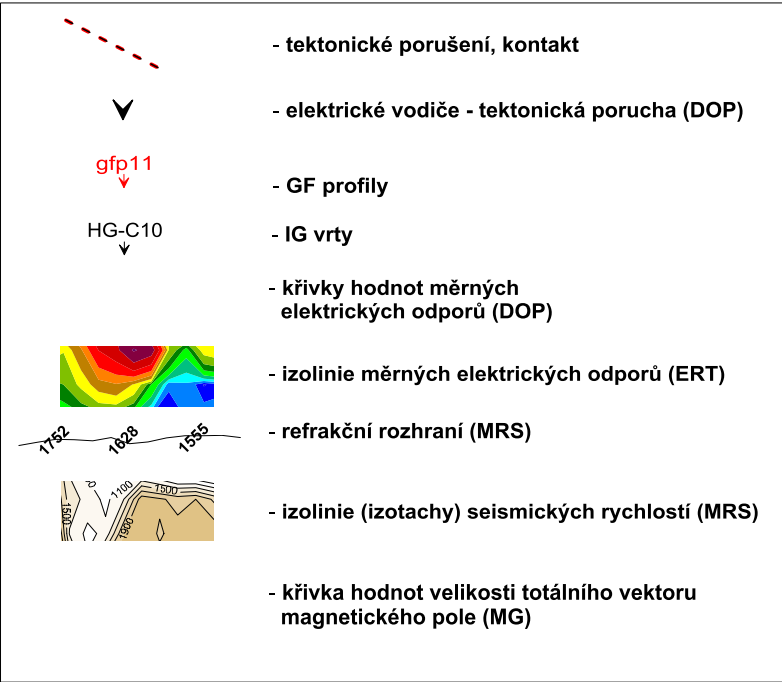 - tektonické porušení, kontakt
- elektrické vodiče - tektonická porucha (DOP)
gfp11
- GF profily
HG-C10
- IG vrty
- křivky hodnot měrných
elektrických odporů (DOP)
- izolinie měrných elektrických odporů (ERT)
1752 1628 1555
- refrakční rozhraní (MRS)
1500 1100 1500 1900
- izolinie (izotachy) seismických rychlostí (MRS)
- křivka hodnot velikosti totálního vektoru
magnetického pole (MG)